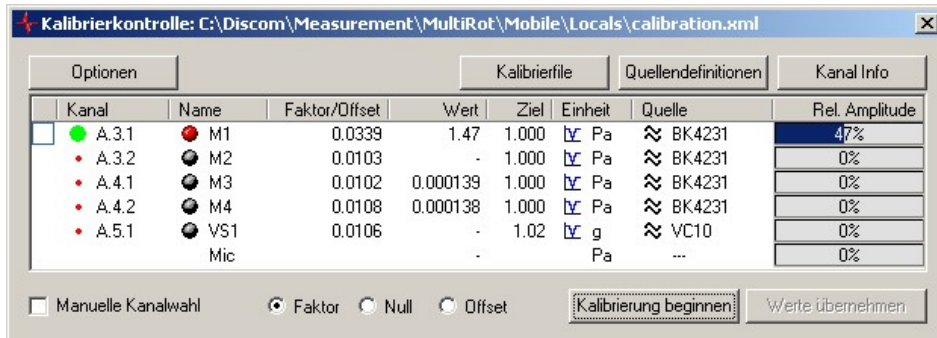 Kalibrierkontrolle: C:\Discom\Measurement\MultiRot\Mobile\Locals\calibration.xml
Optionen Kalibrierfile Quellendefinitionen Kanal Info
Kanal Name Faktor/Offset Wert Ziel Einheit Quelle Rel. Amplitude
A.3.1 M1 0.0339 1.47 1.000 Pa BK4231 47%
A.3.2 M2 0.0103 - 1.000 Pa BK4231 0%
A.4.1 M3 0.0102 0.000139 1.000 Pa BK4231 0%
A.4.2 M4 0.0108 0.000138 1.000 Pa BK4231 0%
A.5.1 VS1 0.0106 - 1.02 g VC10 0%
Mic - Pa --- 0%
Manuelle Kanalwahl Faktor Null Offset Kalibrierung beginnen Werte übernehmen